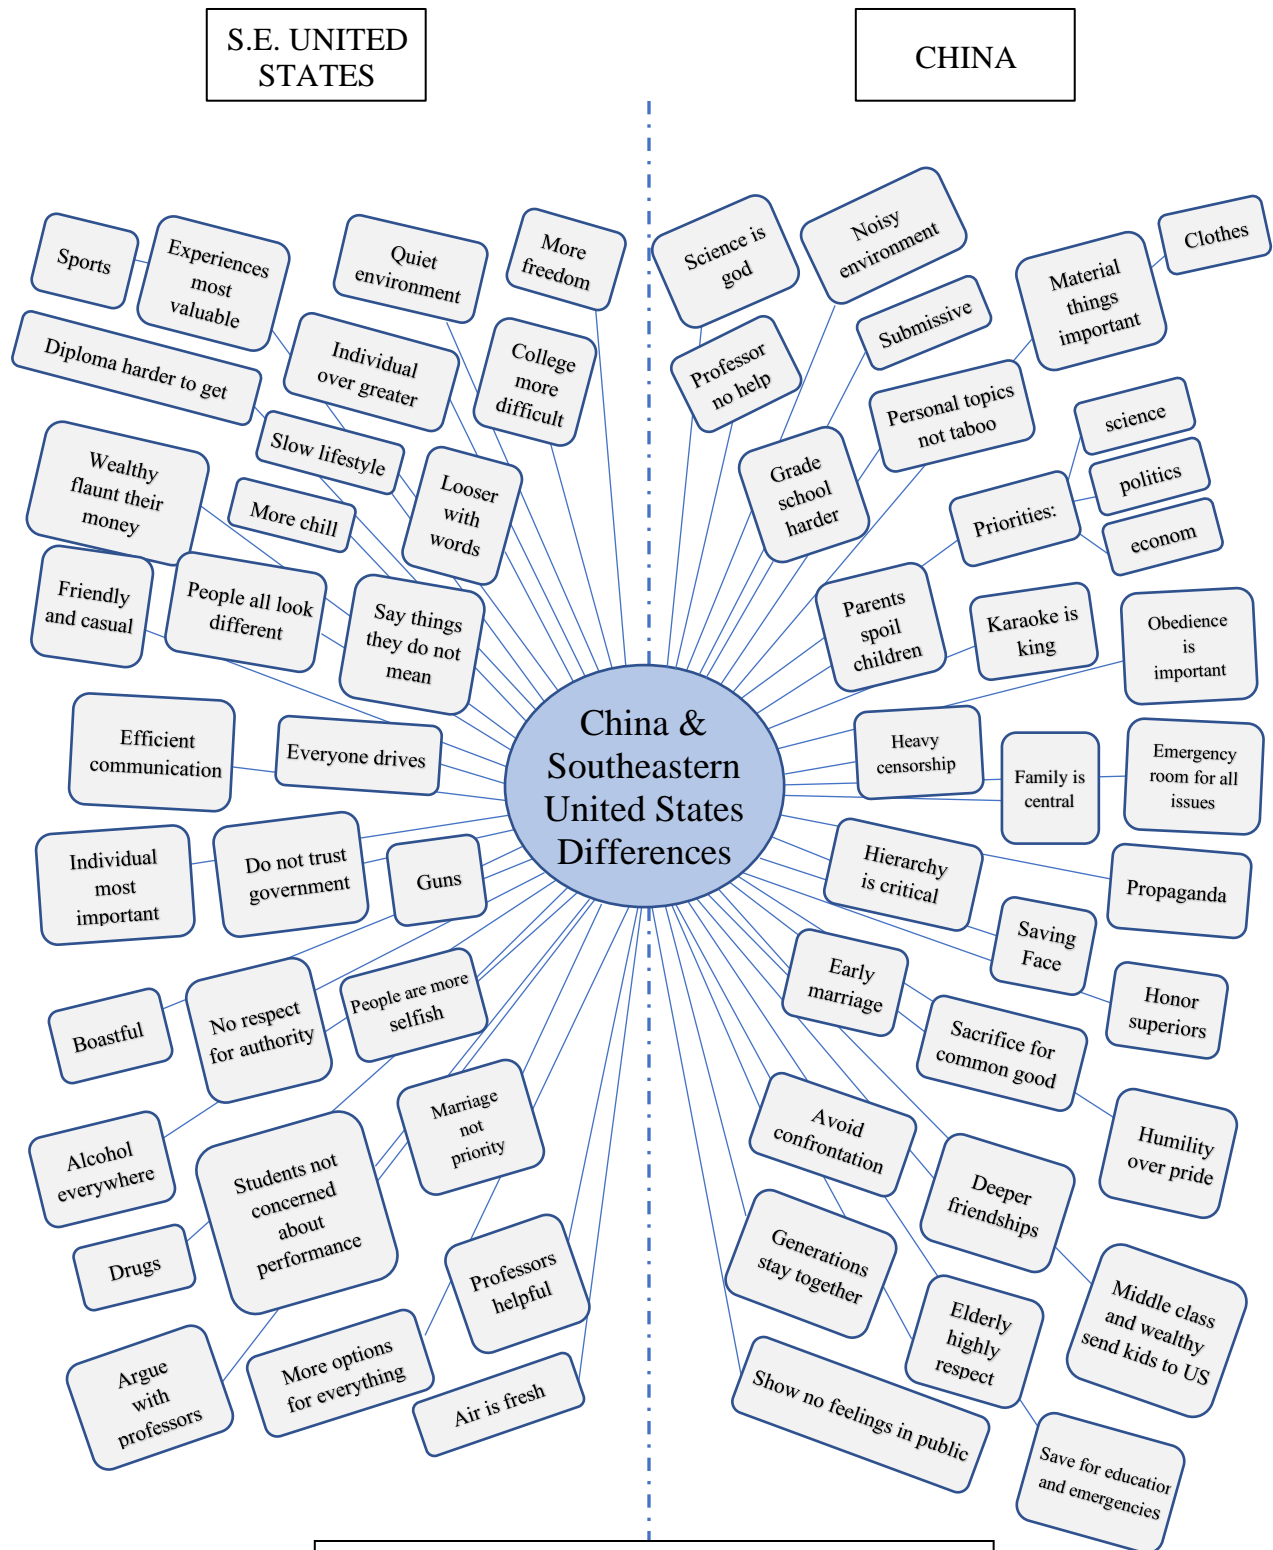 S.E. UNITED
STATES
CHINA
Sports
Experiences
most
valuable
Quiet
environment
More
freedom
Diploma harder to get
Individual
over greater
College
more
difficult
Slow lifestyle
Wealthy
flaunt their
money
More chill
Looser
with
words
Friendly
and casual
People all look
different
Say things
they do not
mean
Efficient
communication
Everyone drives
Individual
most
important
Do not trust
government
Guns
Boastful
No respect
for authority
People are more
selfish
Alcohol
everywhere
Students not
concerned
about
performance
Marriage
not
priority
Drugs
Professors
helpful
Argue
with
professors
More options
for everything
Air is fresh
China &
Southeastern
United States
Differences
Science is
god
Noisy
environment
Material
things
important
Clothes
Professor
no help
Submissive
Personal topics
not taboo
Grade
school
harder
Priorities:
science
politics
econom
Parents
spoil
children
Karaoke is
king
Obedience
is
important
Heavy
censorship
Family is
central
Emergency
room for all
issues
Hierarchy
is critical
Propaganda
Saving
Face
Early
marriage
Honor
superiors
Sacrifice for
common good
Avoid
confrontation
Humility
over pride
Deeper
friendships
Generations
stay together
Elderly
highly
respect
Middle class
and wealthy
send kids to US
Show no feelings in public
Save for education
and emergencies